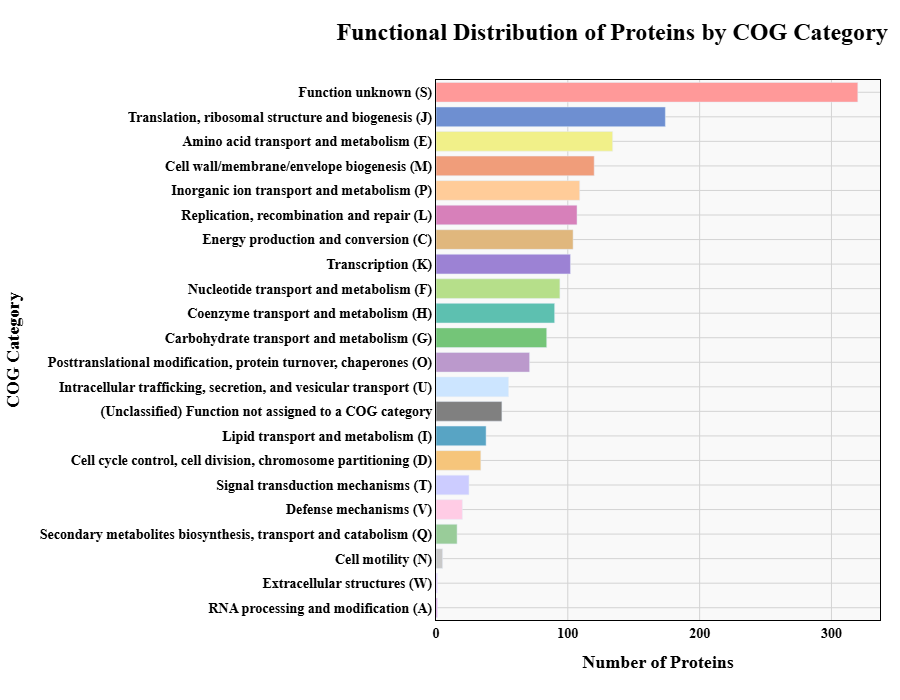 Functional Distribution of Proteins by COG Category
Function unknown (S)
Translation, ribosomal structure and biogenesis (J)
Amino acid transport and metabolism (E)
Cell wall/membrane/envelope biogenesis (M)
Inorganic ion transport and metabolism (P)
Replication, recombination and repair (L)
Energy production and conversion (C)
Transcription (K)
Nucleotide transport and metabolism (F)
Coenzyme transport and metabolism (H)
Carbohydrate transport and metabolism (G)
Posttranslational modification, protein turnover, chaperones (O)
Intracellular trafficking, secretion, and vesicular transport (U)
(Unclassified) Function not assigned to a COG category
Lipid transport and metabolism (I)
Cell cycle control, cell division, chromosome partitioning (D)
Signal transduction mechanisms (T)
Defense mechanisms (V)
Secondary metabolites biosynthesis, transport and catabolism (Q)
Cell motility (N)
Extracellular structures (W)
RNA processing and modification (A)
COG Category
0 100 200 300
Number of Proteins